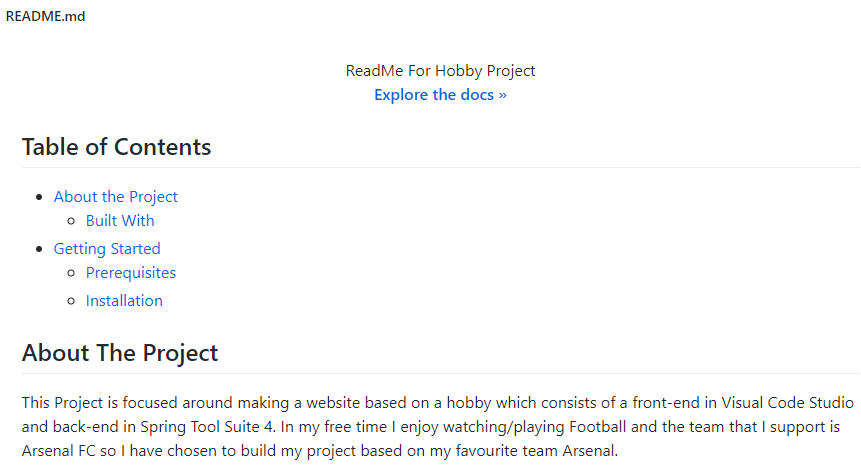 README.md
ReadMe For Hobby Project
Explore the docs »
Table of Contents
About the Project
Built With
Getting Started
Prerequisites
Installation
About The Project
This Project is focused around making a website based on a hobby which consists of a front-end in Visual Code Studio
and back-end in Spring Tool Suite 4. In my free time I enjoy watching/playing Football and the team that I support is
Arsenal FC so I have chosen to build my project based on my favourite team Arsenal.